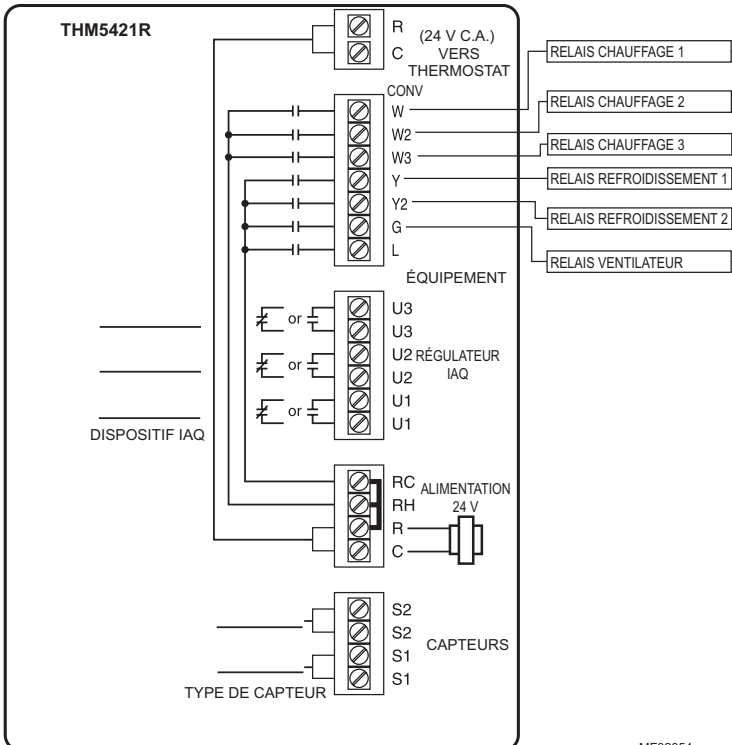 THM5421R
R
C
(24 V C.A.)
VERS
THERMOSTAT
CONV
W
W2
W3
Y
Y2
G
L
ÉQUIPEMENT
RELAIS CHAUFFAGE 1
RELAIS CHAUFFAGE 2
RELAIS CHAUFFAGE 3
RELAIS REFROIDISSEMENT 1
RELAIS REFROIDISSEMENT 2
RELAIS VENTILATEUR
or
or
or
U3
U3
U2
U2
U1
U1
RÉGULATEUR
IAQ
DISPOSITIF IAQ
RC
RH
R
C
ALIMENTATION
24 V
S2
S2
S1
S1
CAPTEURS
TYPE DE CAPTEUR